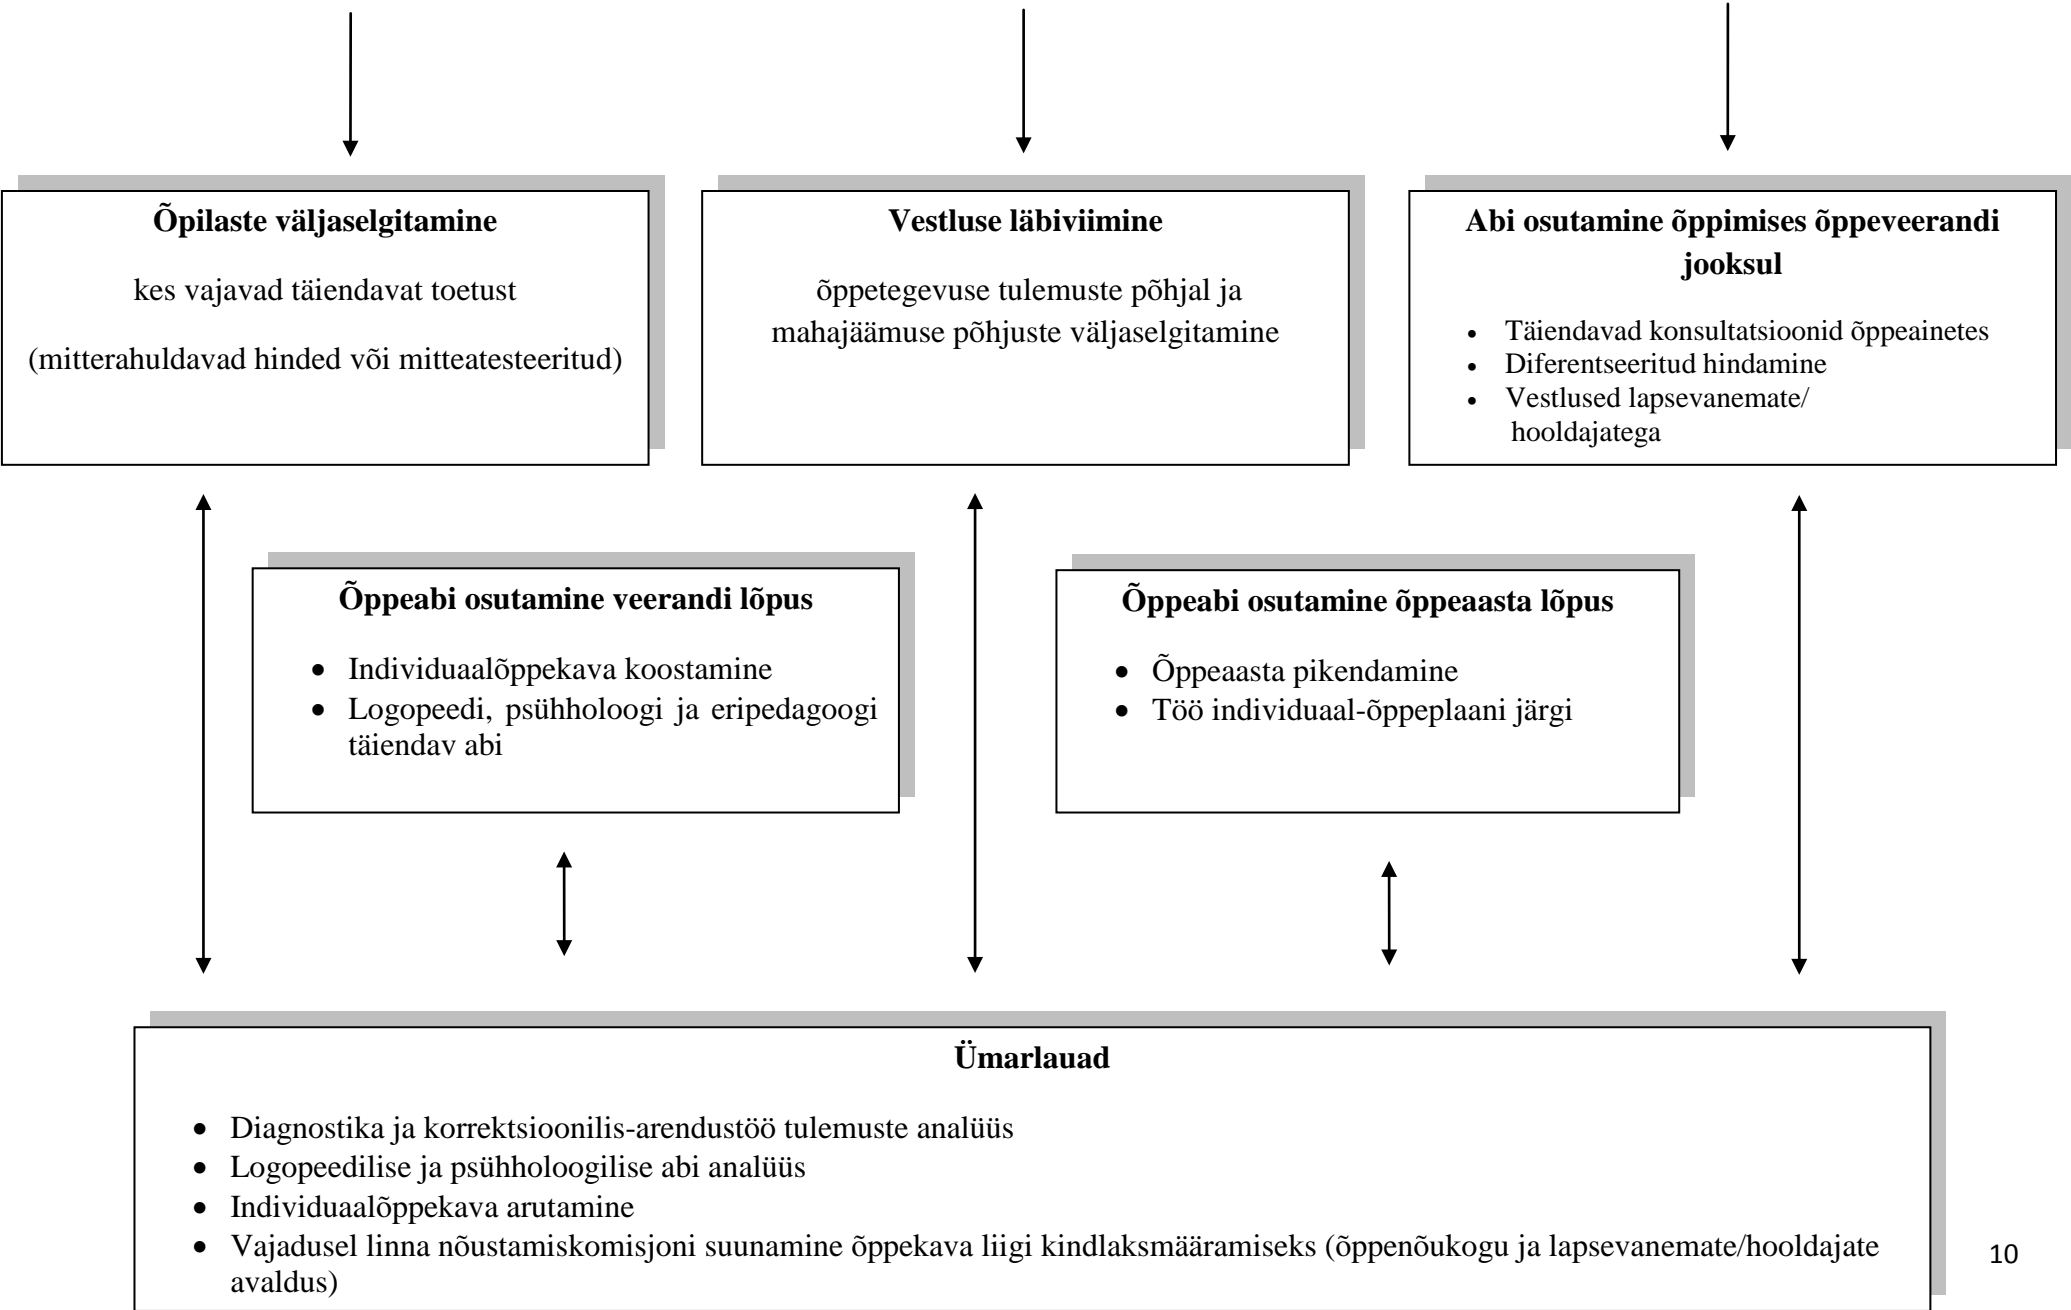 Õpilaste väljaselgitamine
kes vajavad täiendavat toetust
(mitterahuldavad hinded või mitteatesteeritud)
Vestluse läbiviimine
õppetegevuse tulemuste põhjal ja
mahajäämuse põhjuste väljaselgitamine
Abi osutamine õppimises õppeveerandi
jooksul
• Täiendavad konsultatsioonid õppeainetes
• Diferentseeritud hindamine
• Vestlused lapsevanemate/
hooldajatega
Õppeabi osutamine veerandi lõpus
• Individuaalõppekava koostamine
• Logopeedi, psühholoogi ja eripedagoogi
täiendav abi
Õppeabi osutamine õppeaasta lõpus
• Õppeaasta pikendamine
• Töö individuaal-õppeplaani järgi
Ümarlauad
• Diagnostika ja korrektsioonilis-arendustöö tulemuste analüüs
• Logopeedilise ja psühholoogilise abi analüüs
• Individuaalõppekava arutamine
• Vajadusel linna nõustamiskomisjoni suunamine õppekava liigi kindlaksmääramiseks (õppenõukogu ja lapsevanemate/hooldajate
avaldus)
10